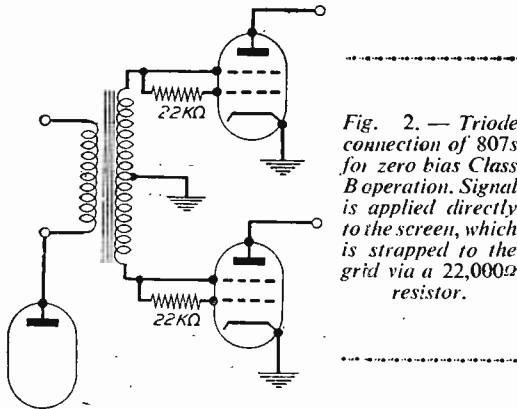 22KΩ
22KΩ
Fig. 2. — Triode
connection of 807s
for zero bias Class
B operation. Signal
is applied directly
to the screen, which
is strapped to the
grid via a 22,000Ω
resistor.